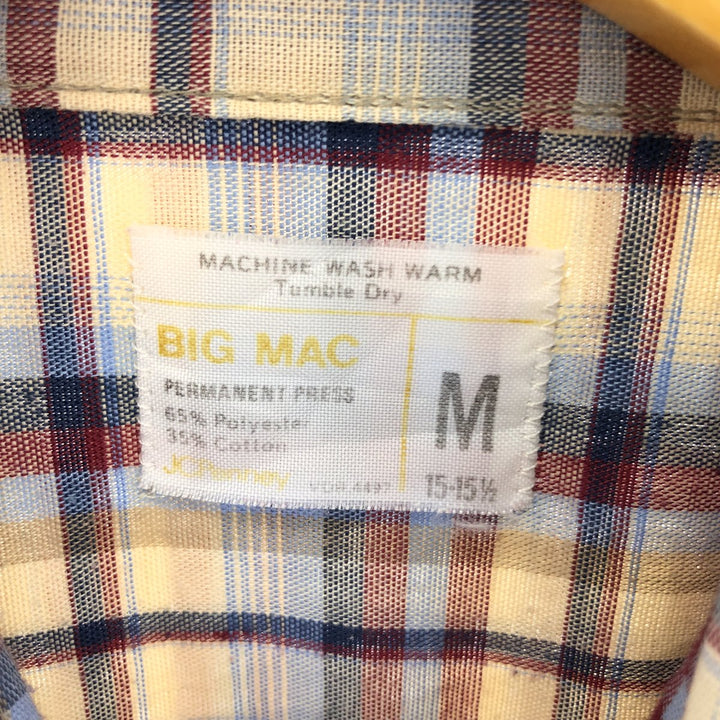 MACHINE WASH WARM
Tumble Dry
BIG MAC
PERMANENT PRESS
65% Polyester
35% Cotton
JCPenney
M
15-15½